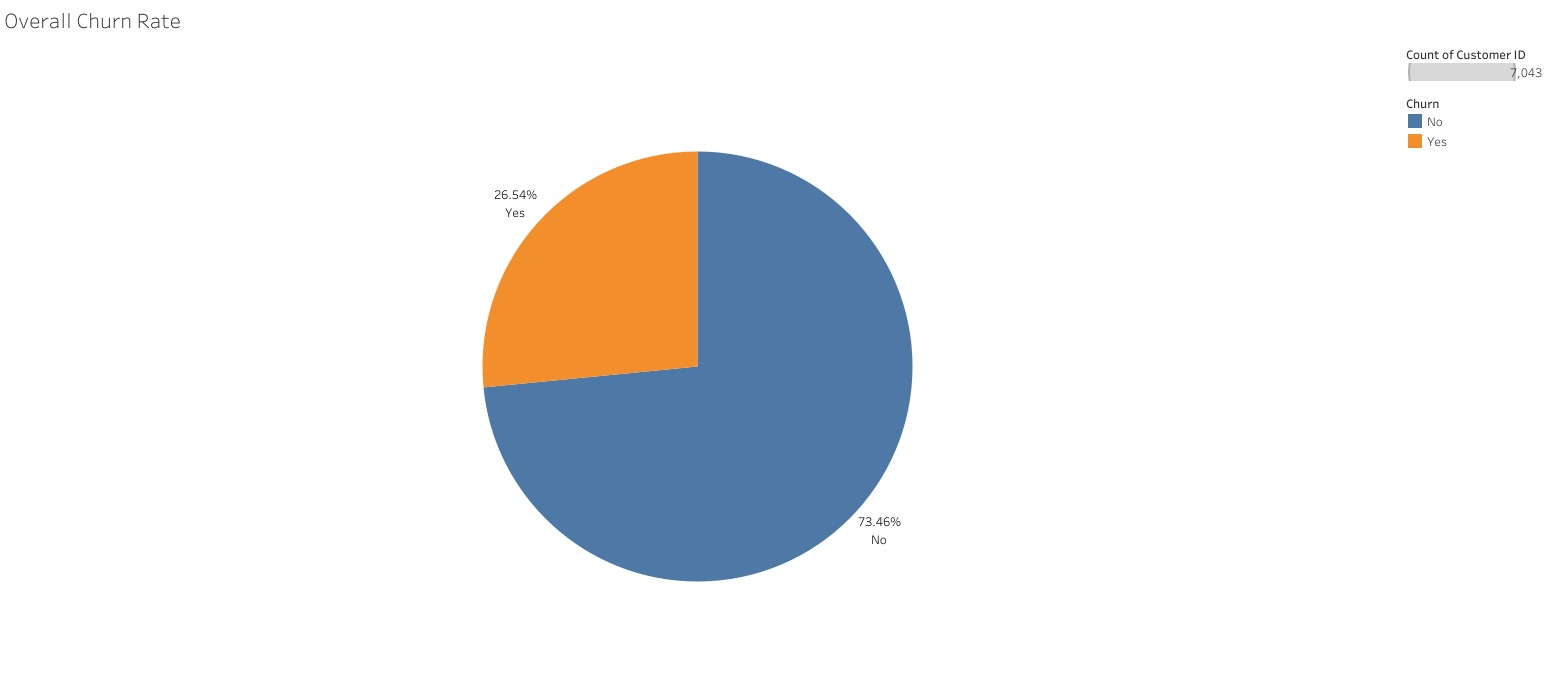 Overall Churn Rate
Count of Customer ID
7,043
Churn
No
Yes
26.54%
Yes
73.46%
No